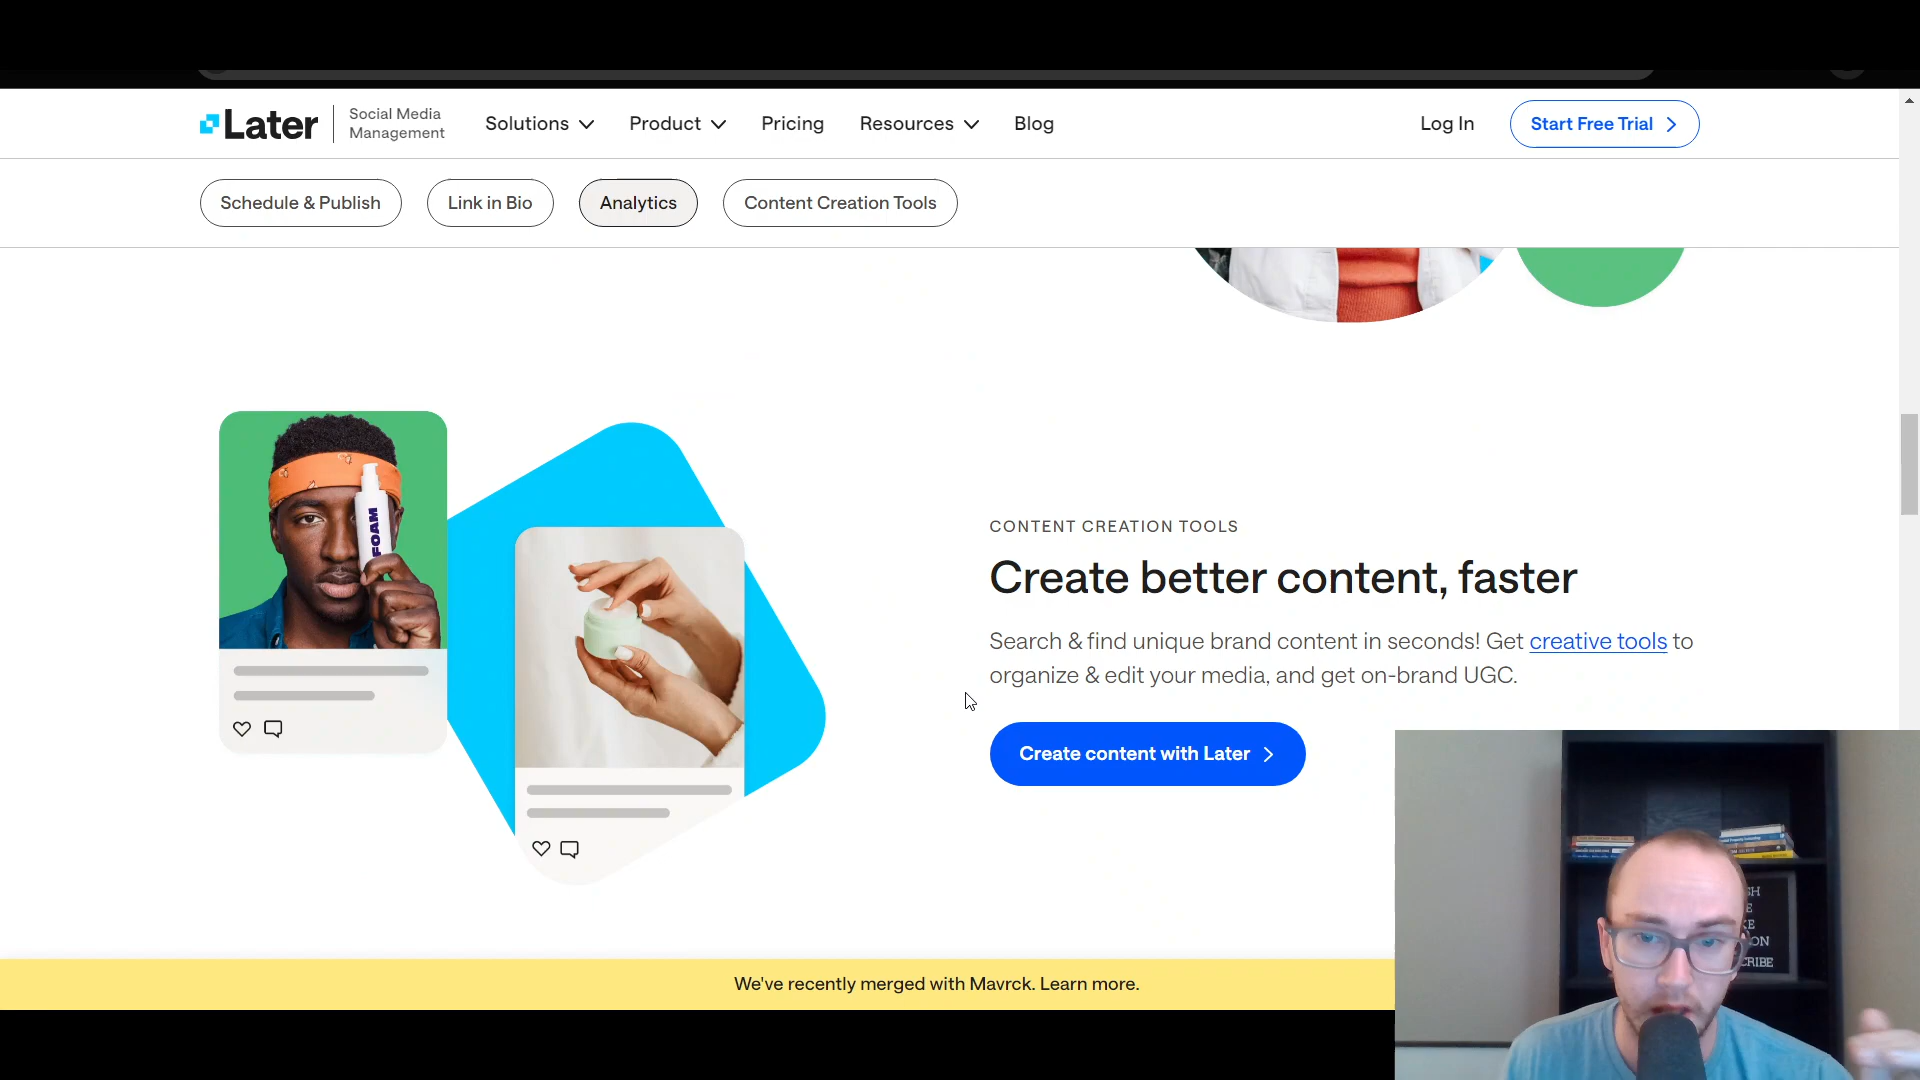 Later
Social Media
Management
Solutions
Product
Pricing
Resources
Blog
Log In
Start Free Trial
Schedule & Publish
Link in Bio
Analytics
Content Creation Tools
FOAM
CONTENT CREATION TOOLS
Create better content, faster
Search & find unique brand content in seconds! Get creative tools to
organize & edit your media, and get on-brand UGC.
Create content with Later
We've recently merged with Mavrck. Learn more.